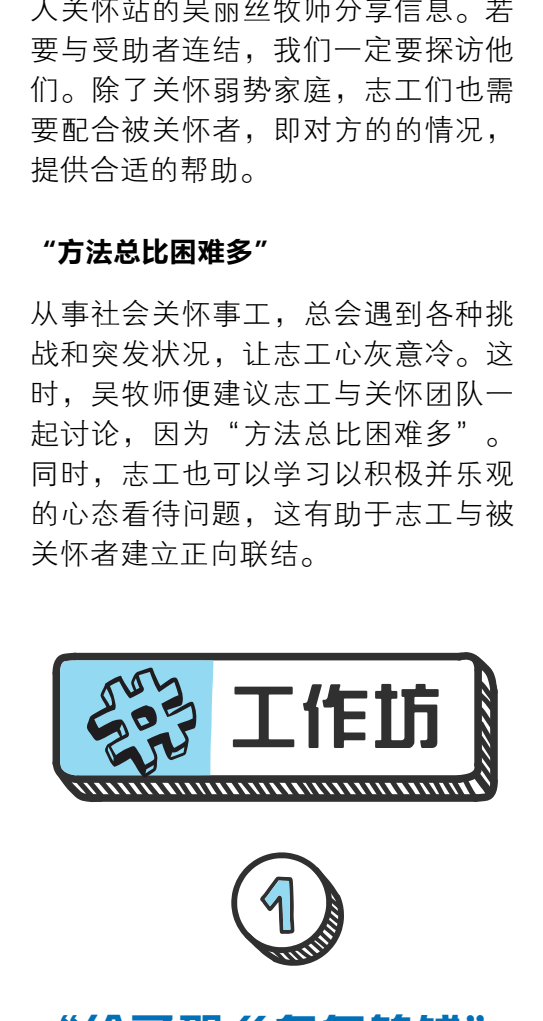 人关怀站的吴丽丝牧师分享信息。若
要与受助者连结，我们一定要探访他
们。除了关怀弱势家庭，志工们也需
要配合被关怀者，即对方的的情况，
提供合适的帮助。
“方法总比困难多”
从事社会关怀事工，总会遇到各种挑
战和突发状况，让志工心灰意冷。这
时，吴牧师便建议志工与关怀团队一
起讨论，因为“方法总比困难多”。
同时，志工也可以学习以积极并乐观
的心态看待问题，这有助于志工与被
关怀者建立正向联结。
# 工作坊
1